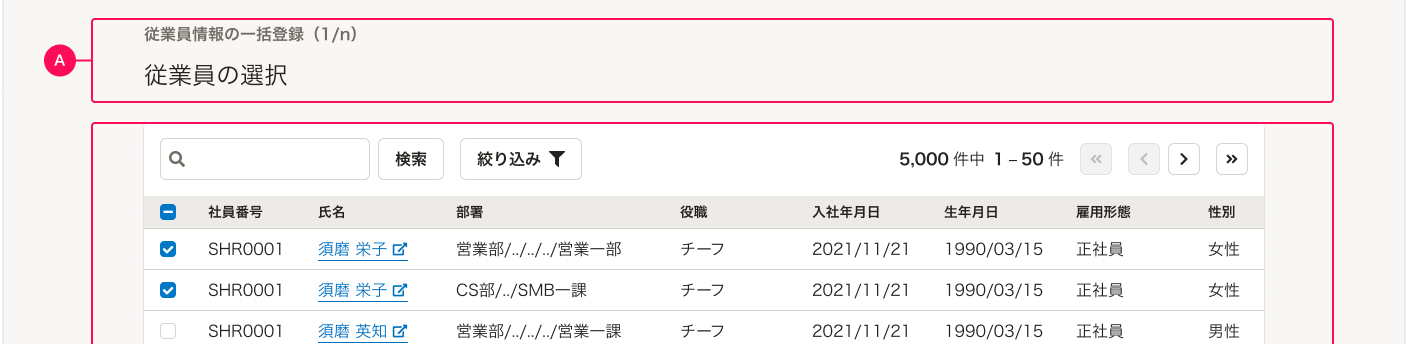 従業員情報の一括登録（1/n）
A
従業員の選択
検索 絞り込み 5,000 件中 1 – 50 件
社員番号 氏名 部署 役職 入社年月日 生年月日 雇用形態 性別
SHR0001 須磨 栄子 営業部/../../../営業一部 チーフ 2021/11/21 1990/03/15 正社員 女性
SHR0001 須磨 栄子 CS部/../SMB一課 チーフ 2021/11/21 1990/03/15 正社員 女性
SHR0001 須磨 英知 営業部/../../../営業一課 チーフ 2021/11/21 1990/03/15 正社員 男性